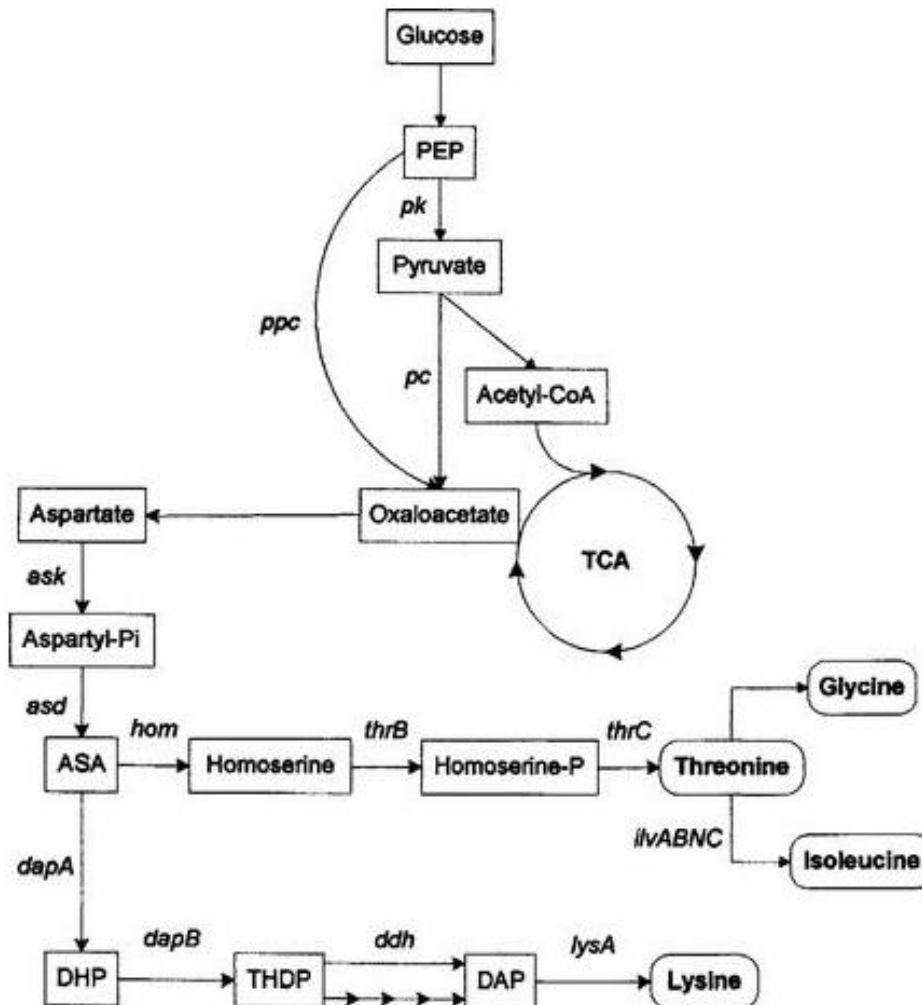 Glucose
PEP
pk
Pyruvate
ppc
pc
Acetyl-CoA
Aspartate
Oxaloacetate
TCA
ask
Aspartyl-Pi
Glycine
asd
hom
thrB
thrC
ASA
Homoserine
Homoserine-P
Threonine
ilvABNC
Isoleucine
dapA
dapB
ddh
lysA
DHP
THDP
DAP
Lysine